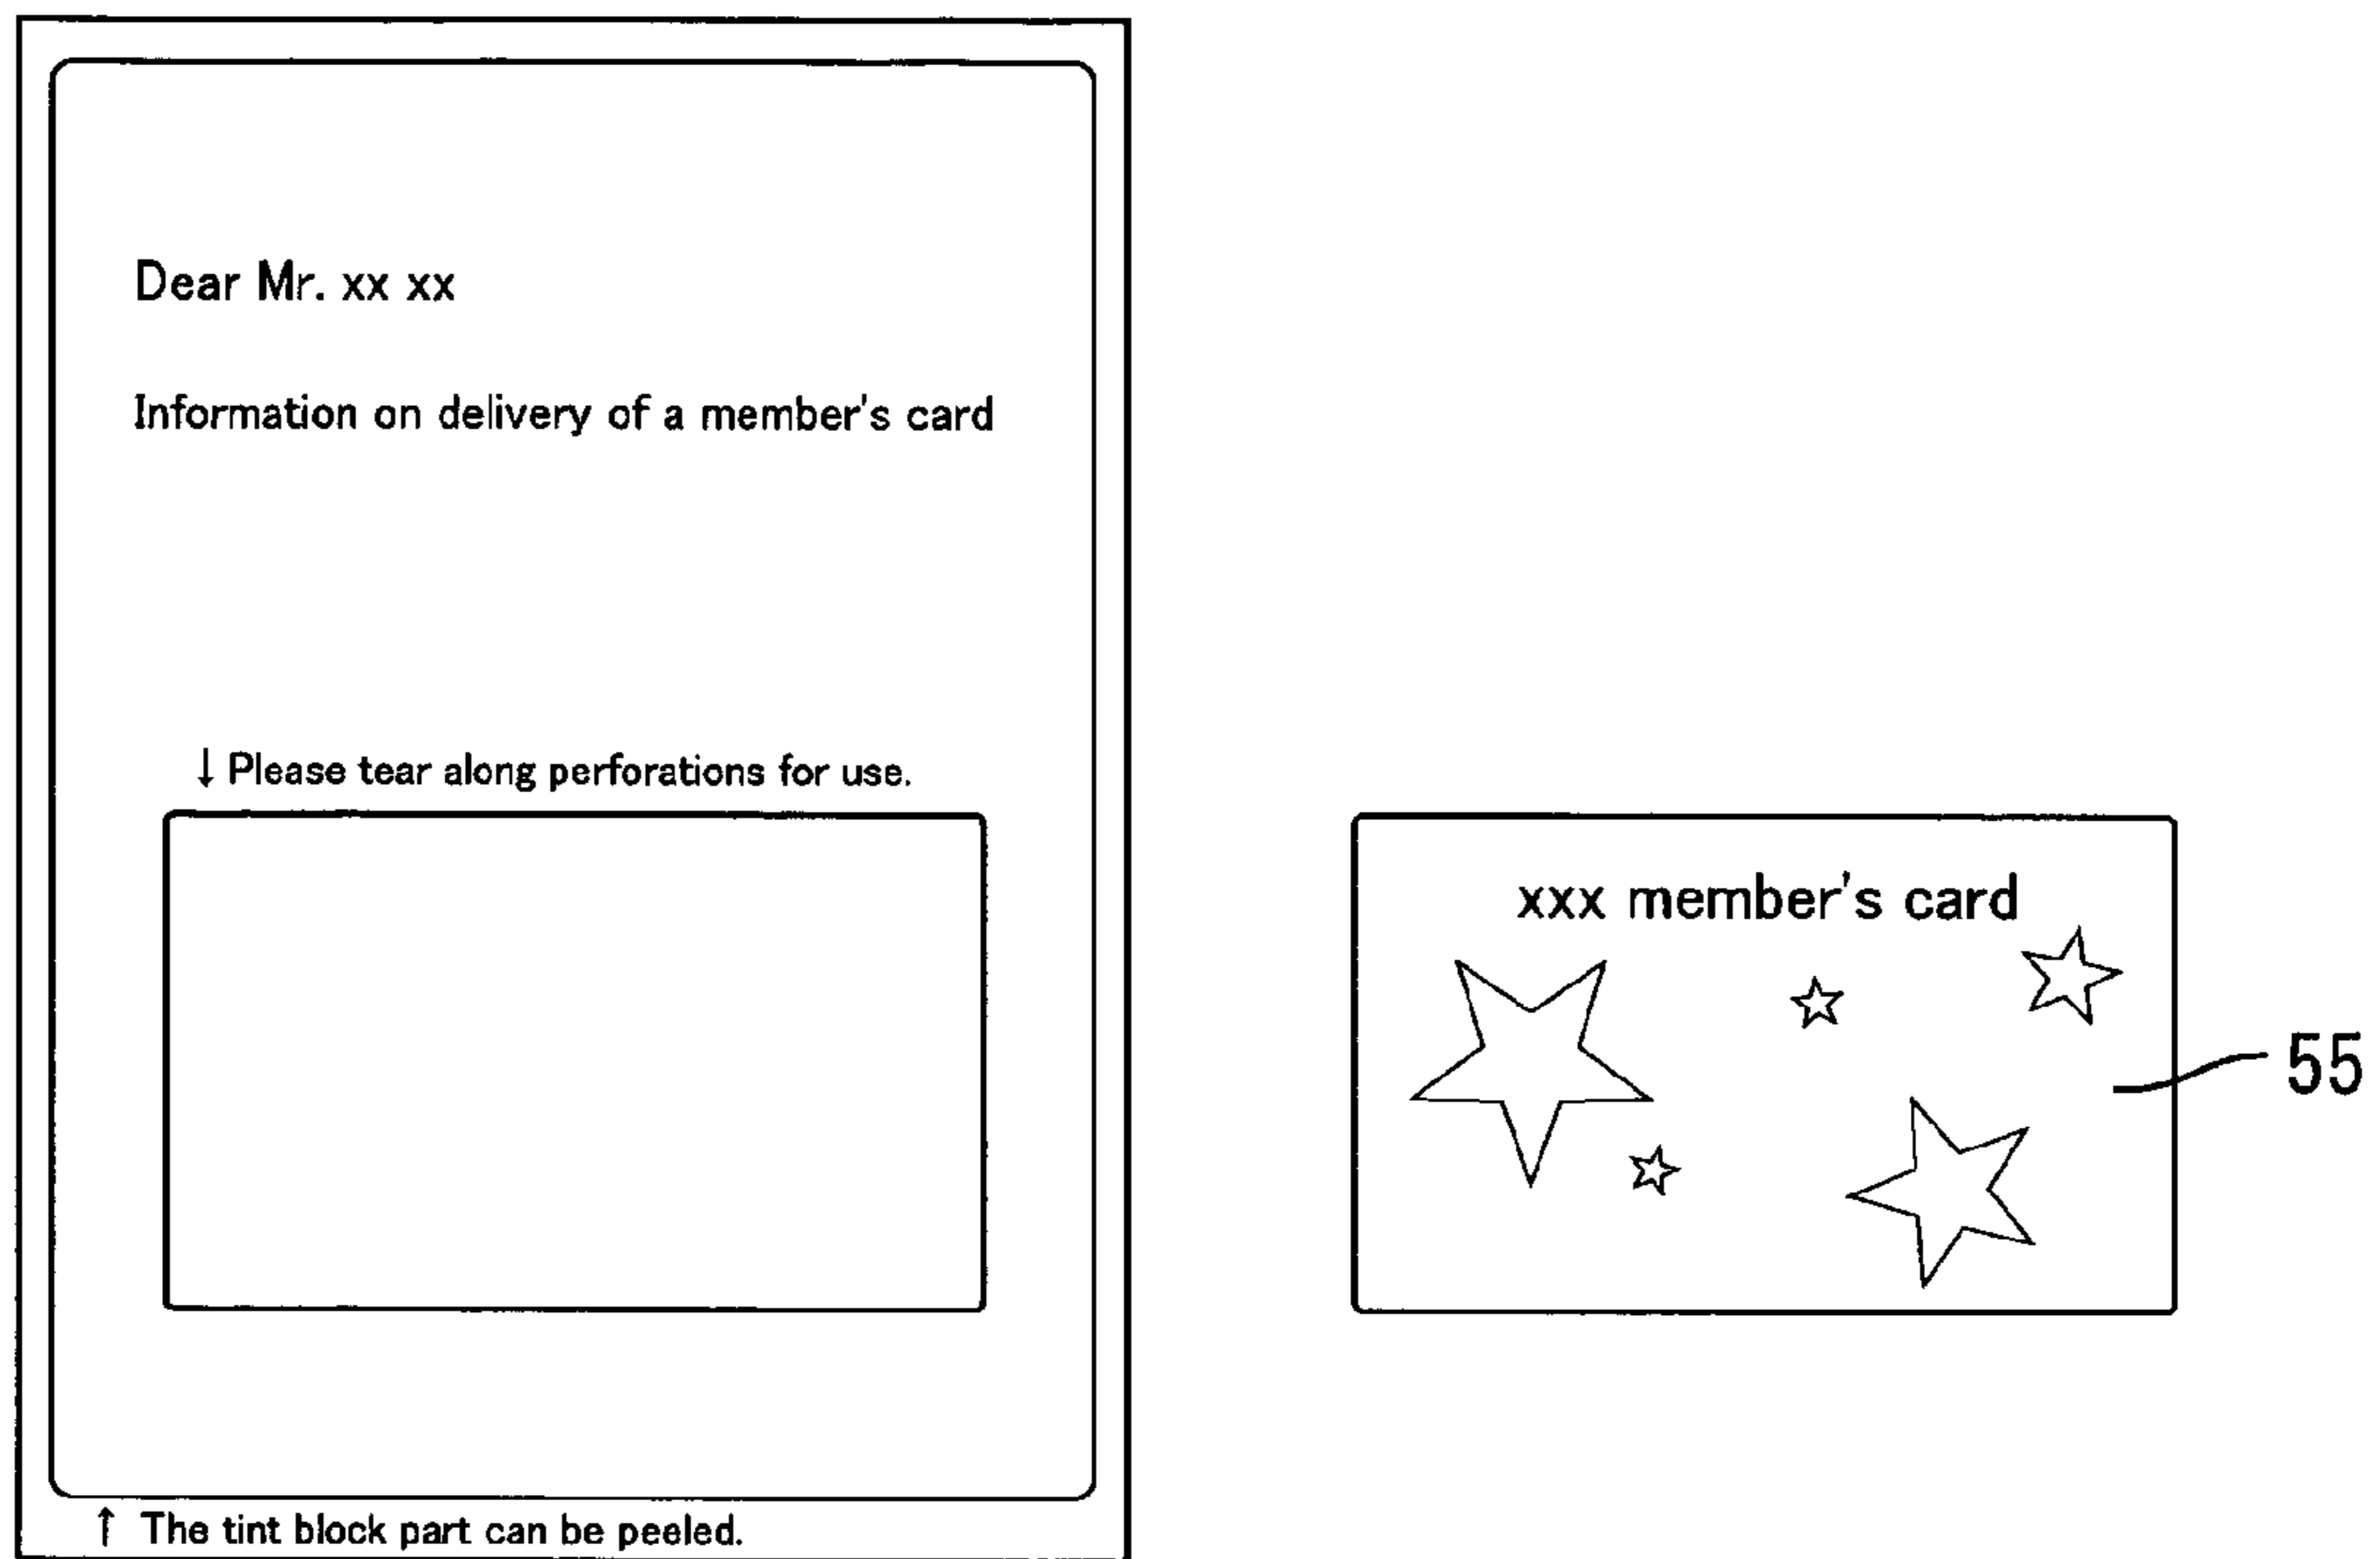 Dear Mr. xx xx
Information on delivery of a member's card
↓ Please tear along perforations for use.
↑ The tint block part can be peeled.
xxx member's card
55